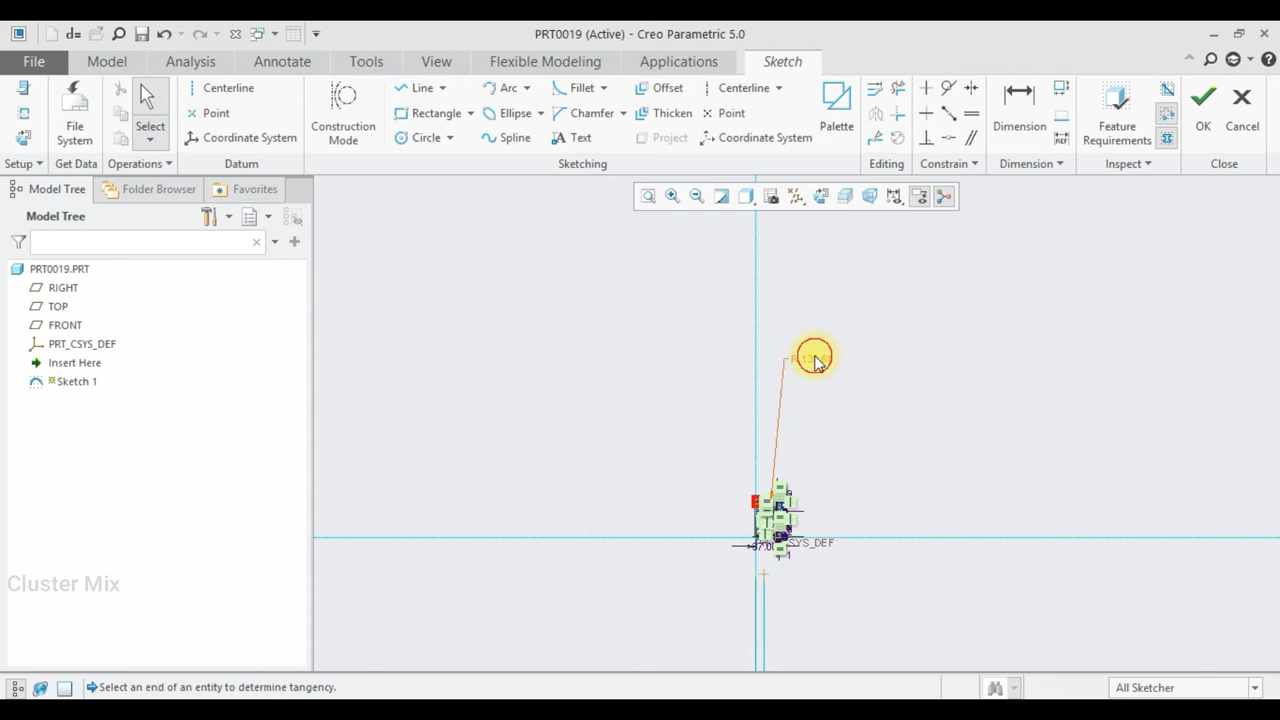 PRT0019 (Active) - Creo Parametric 5.0
File Model Analysis Annotate Tools View Flexible Modeling Applications Sketch
File System
Select
Centerline
Point
Coordinate System
Construction Mode
Line Arc Fillet Offset Centerline
Rectangle Ellipse Chamfer Thicken Point
Circle Spline Text Project Coordinate System
Palette
Dimension
Feature Requirements
OK Cancel
Setup Get Data Operations Datum Sketching Editing Constrain Dimension Inspect Close
Model Tree Folder Browser Favorites
Model Tree
PRT0019.PRT
RIGHT
TOP
FRONT
PRT_CSYS_DEF
Insert Here
Sketch 1
SYS_DEF
Cluster Mix
Select an end of an entity to determine tangency.
All Sketcher